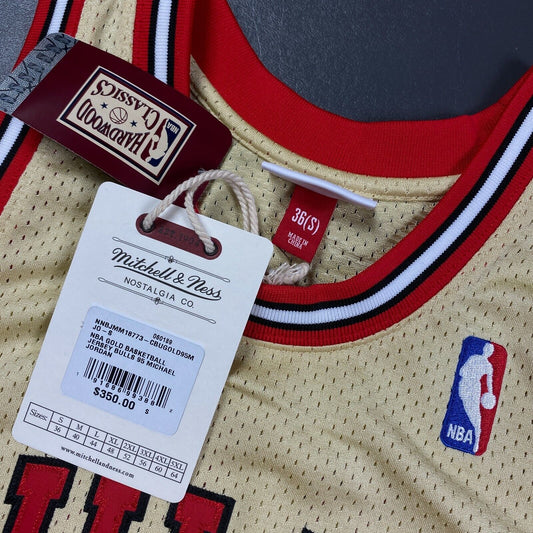 HARDWOOD
CLASSICS
NBA
36(S)
MADE IN
CHINA
Mitchell & Ness
NOSTALGIA CO.
080189
NNBJMM18773-CBUGOLD95M
JO-S
NBA GOLD BASKETBALL
JERSEY BULLS 95 MICHAEL
JORDAN
$350.00 S
Sizes: S M L XL 2XL 3XL 4XL 5XL
36 40 44 48 52 56 60 64
www.mitchellandness.com
NBA